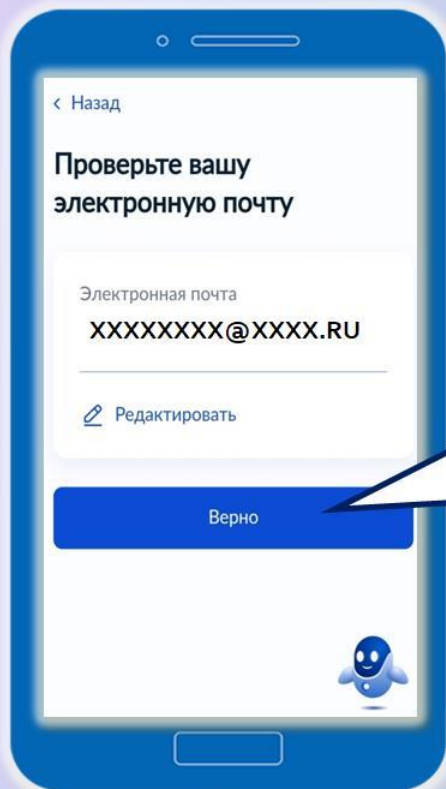 Назад
Проверьте вашу
электронную почту
Электронная почта
XXXXXXXX@XXXX.RU
Редактировать
Верно